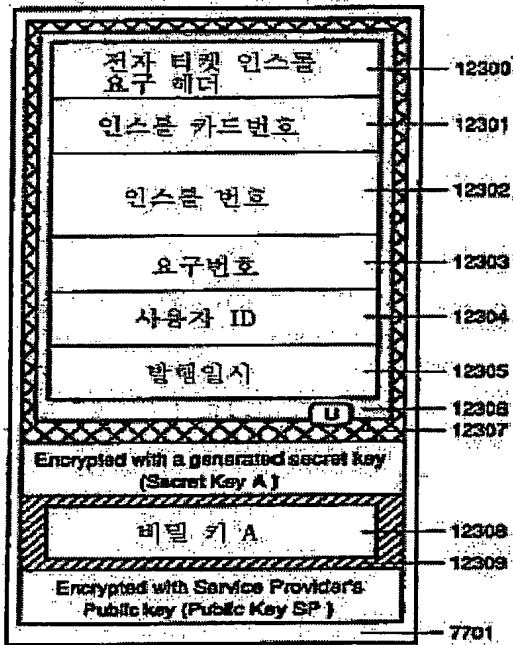 전자 티켓 인스톨
요구 헤더
12300
인스톨 카드번호
12301
인스톨 번호
12302
요구번호
12303
사용자 ID
12304
발행일시
12305
U
12306
12307
Encrypted with a generated secret key
(Secret Key A)
비밀 키 A
12308
12309
Encrypted with Service Provider's
Public key (Public Key SP)
7701